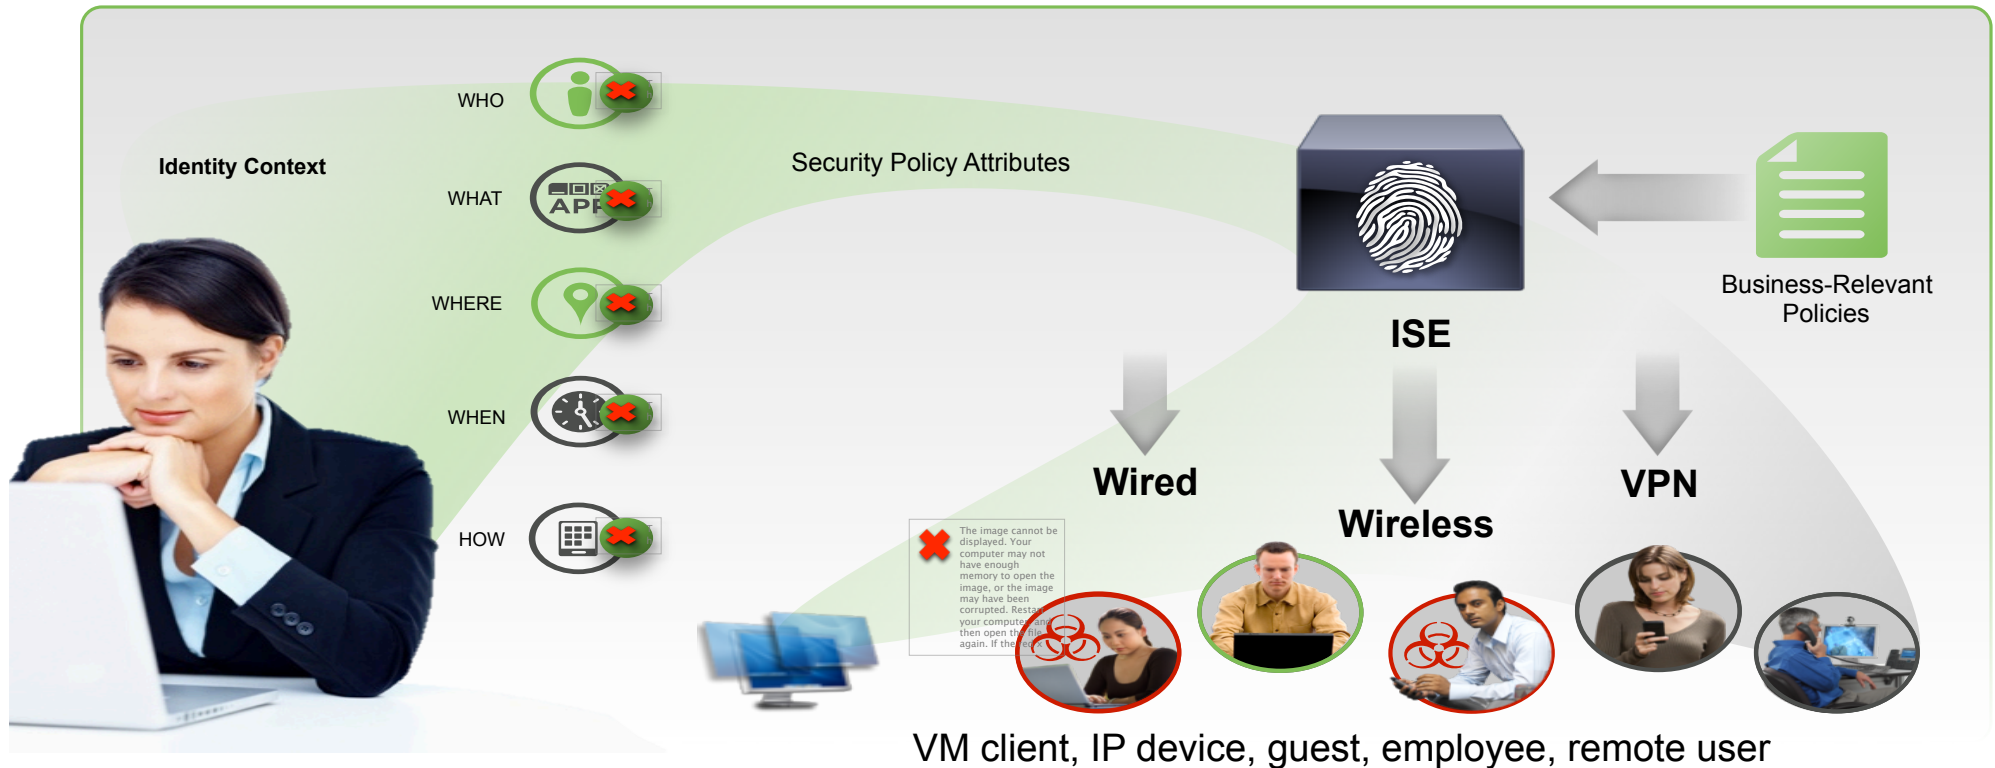 WHO
Identity Context
Security Policy Attributes
WHAT
APP
WHERE
Business-Relevant
Policies
ISE
WHEN
Wired
VPN
Wireless
HOW
The image cannot be
displayed. Your
computer may not
have enough
memory to open the
image, or the image
may have been
corrupted. Restart
your computer, and
then open the file
again. If the red x
VM client, IP device, guest, employee, remote user